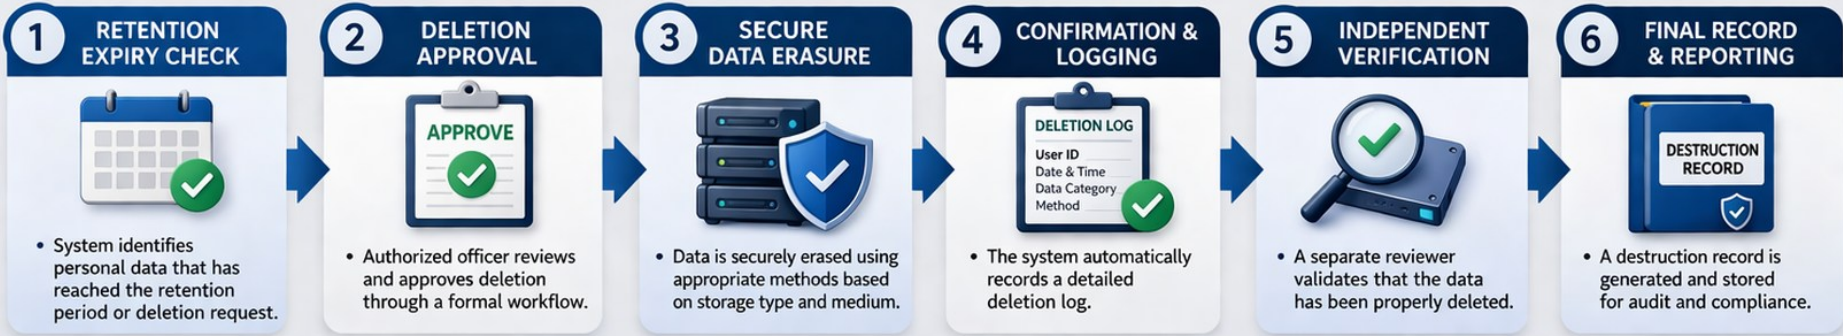 1
RETENTION
EXPIRY CHECK
• System identifies
personal data that has
reached the retention
period or deletion request.
2
DELETION
APPROVAL
APPROVE
• Authorized officer reviews
and approves deletion
through a formal workflow.
3
SECURE
DATA ERASURE
• Data is securely erased using
appropriate methods based
on storage type and medium.
4
CONFIRMATION &
LOGGING
DELETION LOG
User ID
Date & Time
Data Category
Method
• The system automatically
records a detailed
deletion log.
5
INDEPENDENT
VERIFICATION
• A separate reviewer
validates that the data
has been properly deleted.
6
FINAL RECORD
& REPORTING
DESTRUCTION
RECORD
• A destruction record is
generated and stored
for audit and compliance.